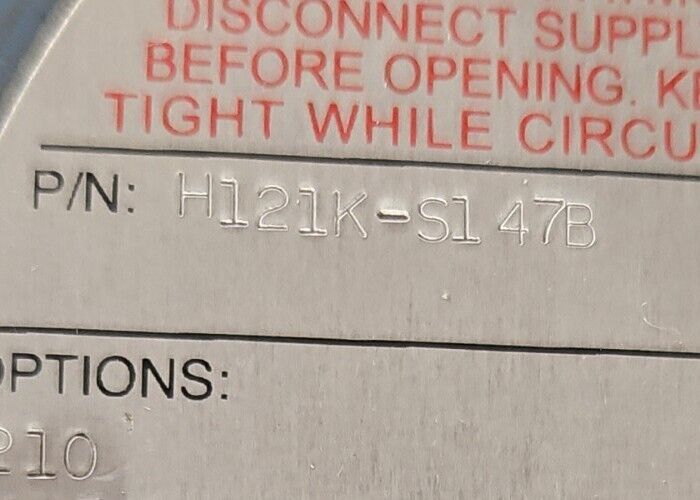 DISCONNECT SUPPL
BEFORE OPENING. K
TIGHT WHILE CIRCU
P/N: H121K-S147B
OPTIONS:
210